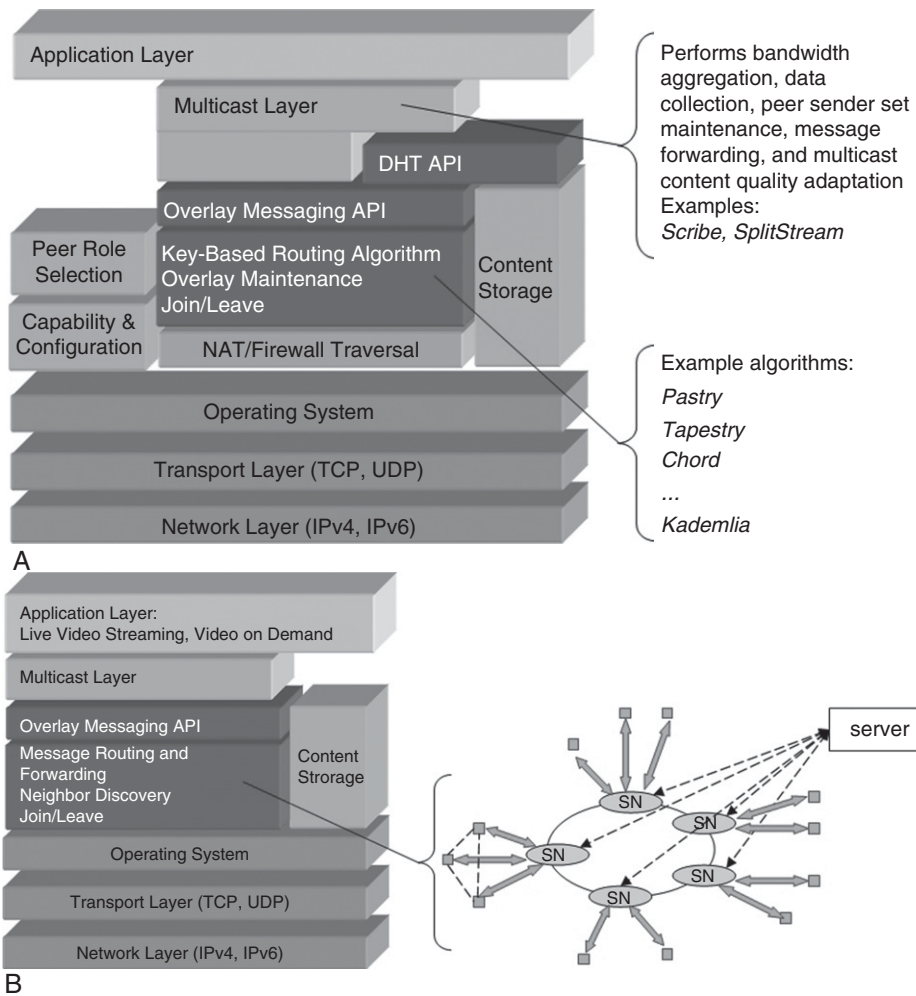 Application Layer
Multicast Layer
DHT API
Overlay Messaging API
Peer Role
Selection
Key-Based Routing Algorithm
Overlay Maintenance
Join/Leave
Content
Storage
Capability &
Configuration
NAT/Firewall Traversal
Operating System
Transport Layer (TCP, UDP)
Network Layer (IPv4, IPv6)
Performs bandwidth
aggregation, data
collection, peer sender set
maintenance, message
forwarding, and multicast
content quality adaptation
Examples:
Scribe, SplitStream
Example algorithms:
Pastry
Tapestry
Chord
...
Kademlia
A
Application Layer:
Live Video Streaming, Video on Demand
Multicast Layer
Overlay Messaging API
Message Routing and
Forwarding
Neighbor Discovery
Join/Leave
Content
Strorage
Operating System
Transport Layer (TCP, UDP)
Network Layer (IPv4, IPv6)
server
SN
SN
SN
SN
SN
B